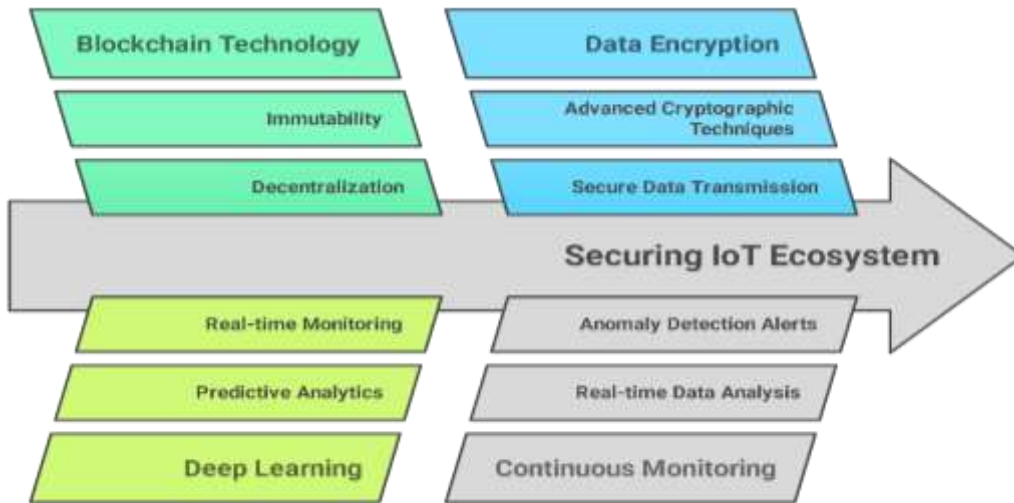 Blockchain Technology
Immutability
Decentralization
Data Encryption
Advanced Cryptographic
Techniques
Secure Data Transmission
Securing IoT Ecosystem
Real-time Monitoring
Predictive Analytics
Deep Learning
Anomaly Detection Alerts
Real-time Data Analysis
Continuous Monitoring